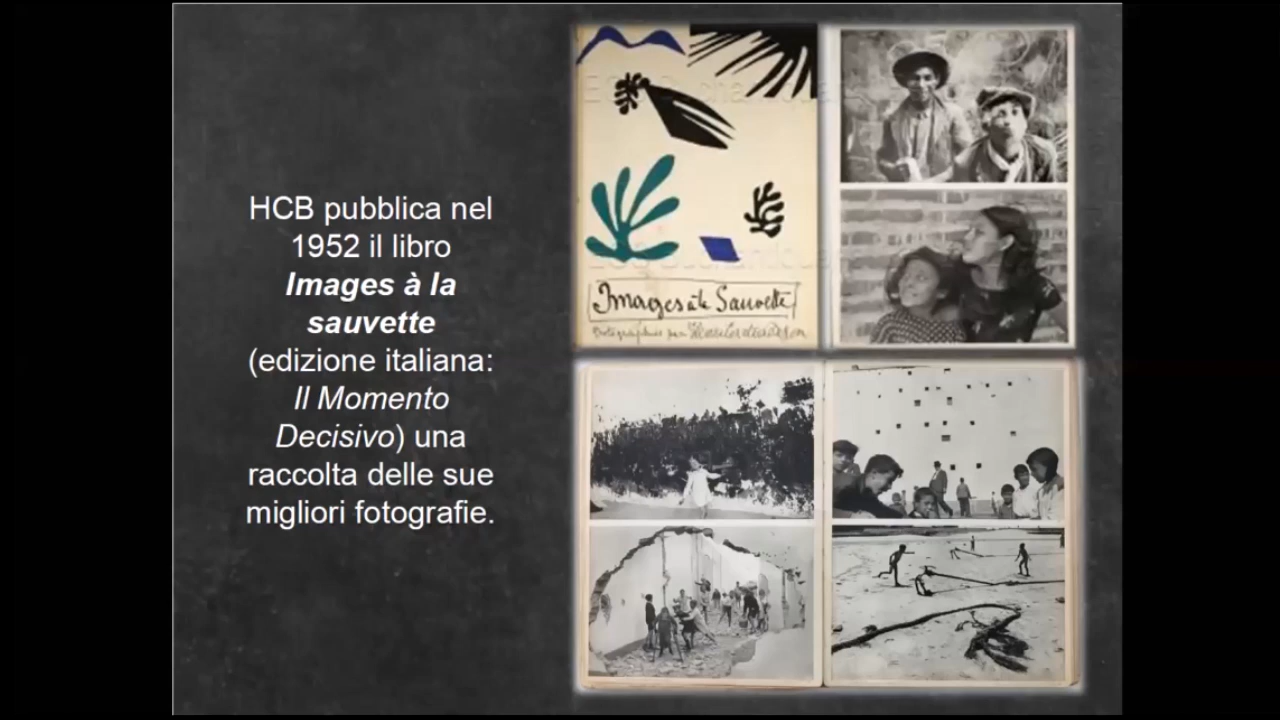 HCB pubblica nel
1952 il libro
Images à la
sauvette
(edizione italiana:
Il Momento
Decisivo) una
raccolta delle sue
migliori fotografie.
Images à la Sauvette